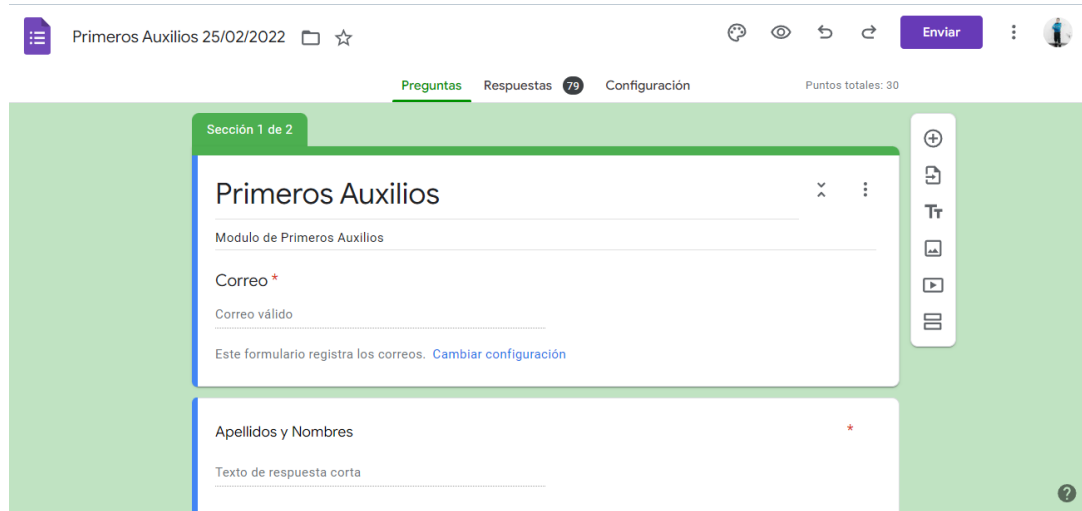 Primeros Auxilios 25/02/2022
Enviar
Preguntas Respuestas 79 Configuración Puntos totales: 30
Sección 1 de 2
Primeros Auxilios
Modulo de Primeros Auxilios
Correo *
Correo válido
Este formulario registra los correos. Cambiar configuración
Apellidos y Nombres *
Texto de respuesta corta